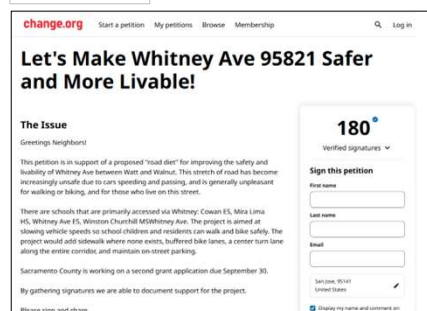 change.org Start a petition My petitions Browse Membership Log in
Let's Make Whitney Ave 95821 Safer
and More Livable!
The Issue
Greetings Neighbors!
This petition is in support of a proposed "road diet" for improving the safety and
livability of Whitney Ave between Watt and Walnut. This stretch of road has become
increasingly unsafe due to cars speeding and passing, and is generally unpleasant
for walking or biking, and for those who live on this street.
There are schools that are primarily accessed via Whitney: Cowan ES, Mira Lima
HS, Whitney Ave ES, Winston Churchill MSWhitney Ave. The project is aimed at
slowing vehicle speeds so school children and residents can walk and bike safely. The
project would add sidewalk where none exists, buffered bike lanes, a center turn lane
along the entire corridor, and maintain on-street parking.
Sacramento County is working on a second grant application due September 30.
By gathering signatures we are able to document support for the project.
Please sign and share
180
Verified signatures
Sign this petition
First name
Last name
Email
San Jose, 95141
United States
Display my name and comment on